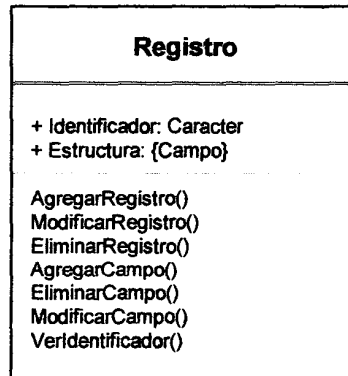 Registro
+ Identificador: Caracter
+ Estructura: {Campo}
AgregarRegistro()
ModificarRegistro()
EliminarRegistro()
AgregarCampo()
EliminarCampo()
ModificarCampo()
VerIdentificador()